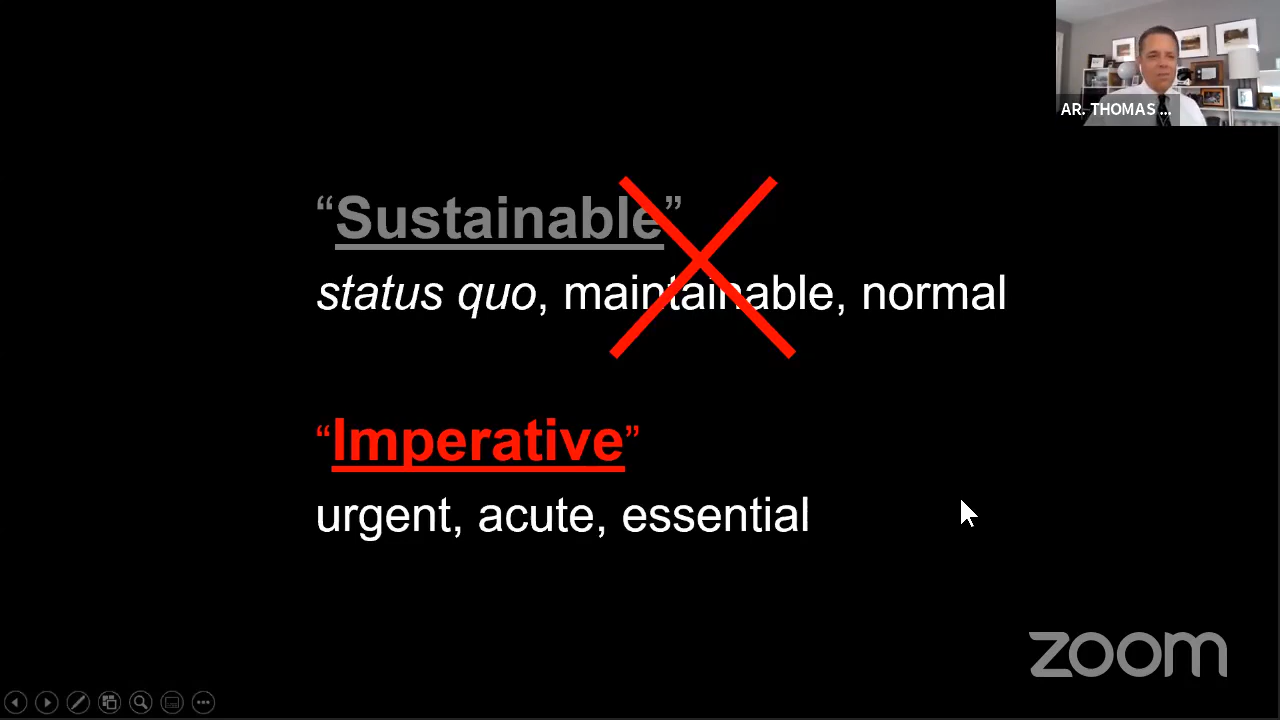 AR. THOMAS ...
“Sustainable”
status quo, maintainable, normal
“Imperative”
urgent, acute, essential
zoom